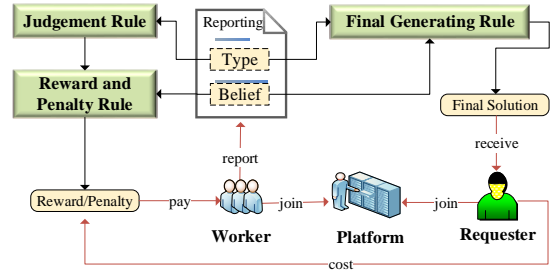 Judgement Rule
Reporting
Final Generating Rule
Type
Reward and
Penalty Rule
Belief
Final Solution
report
receive
Reward/Penalty
pay
join
join
Worker
Platform
Requester
cost